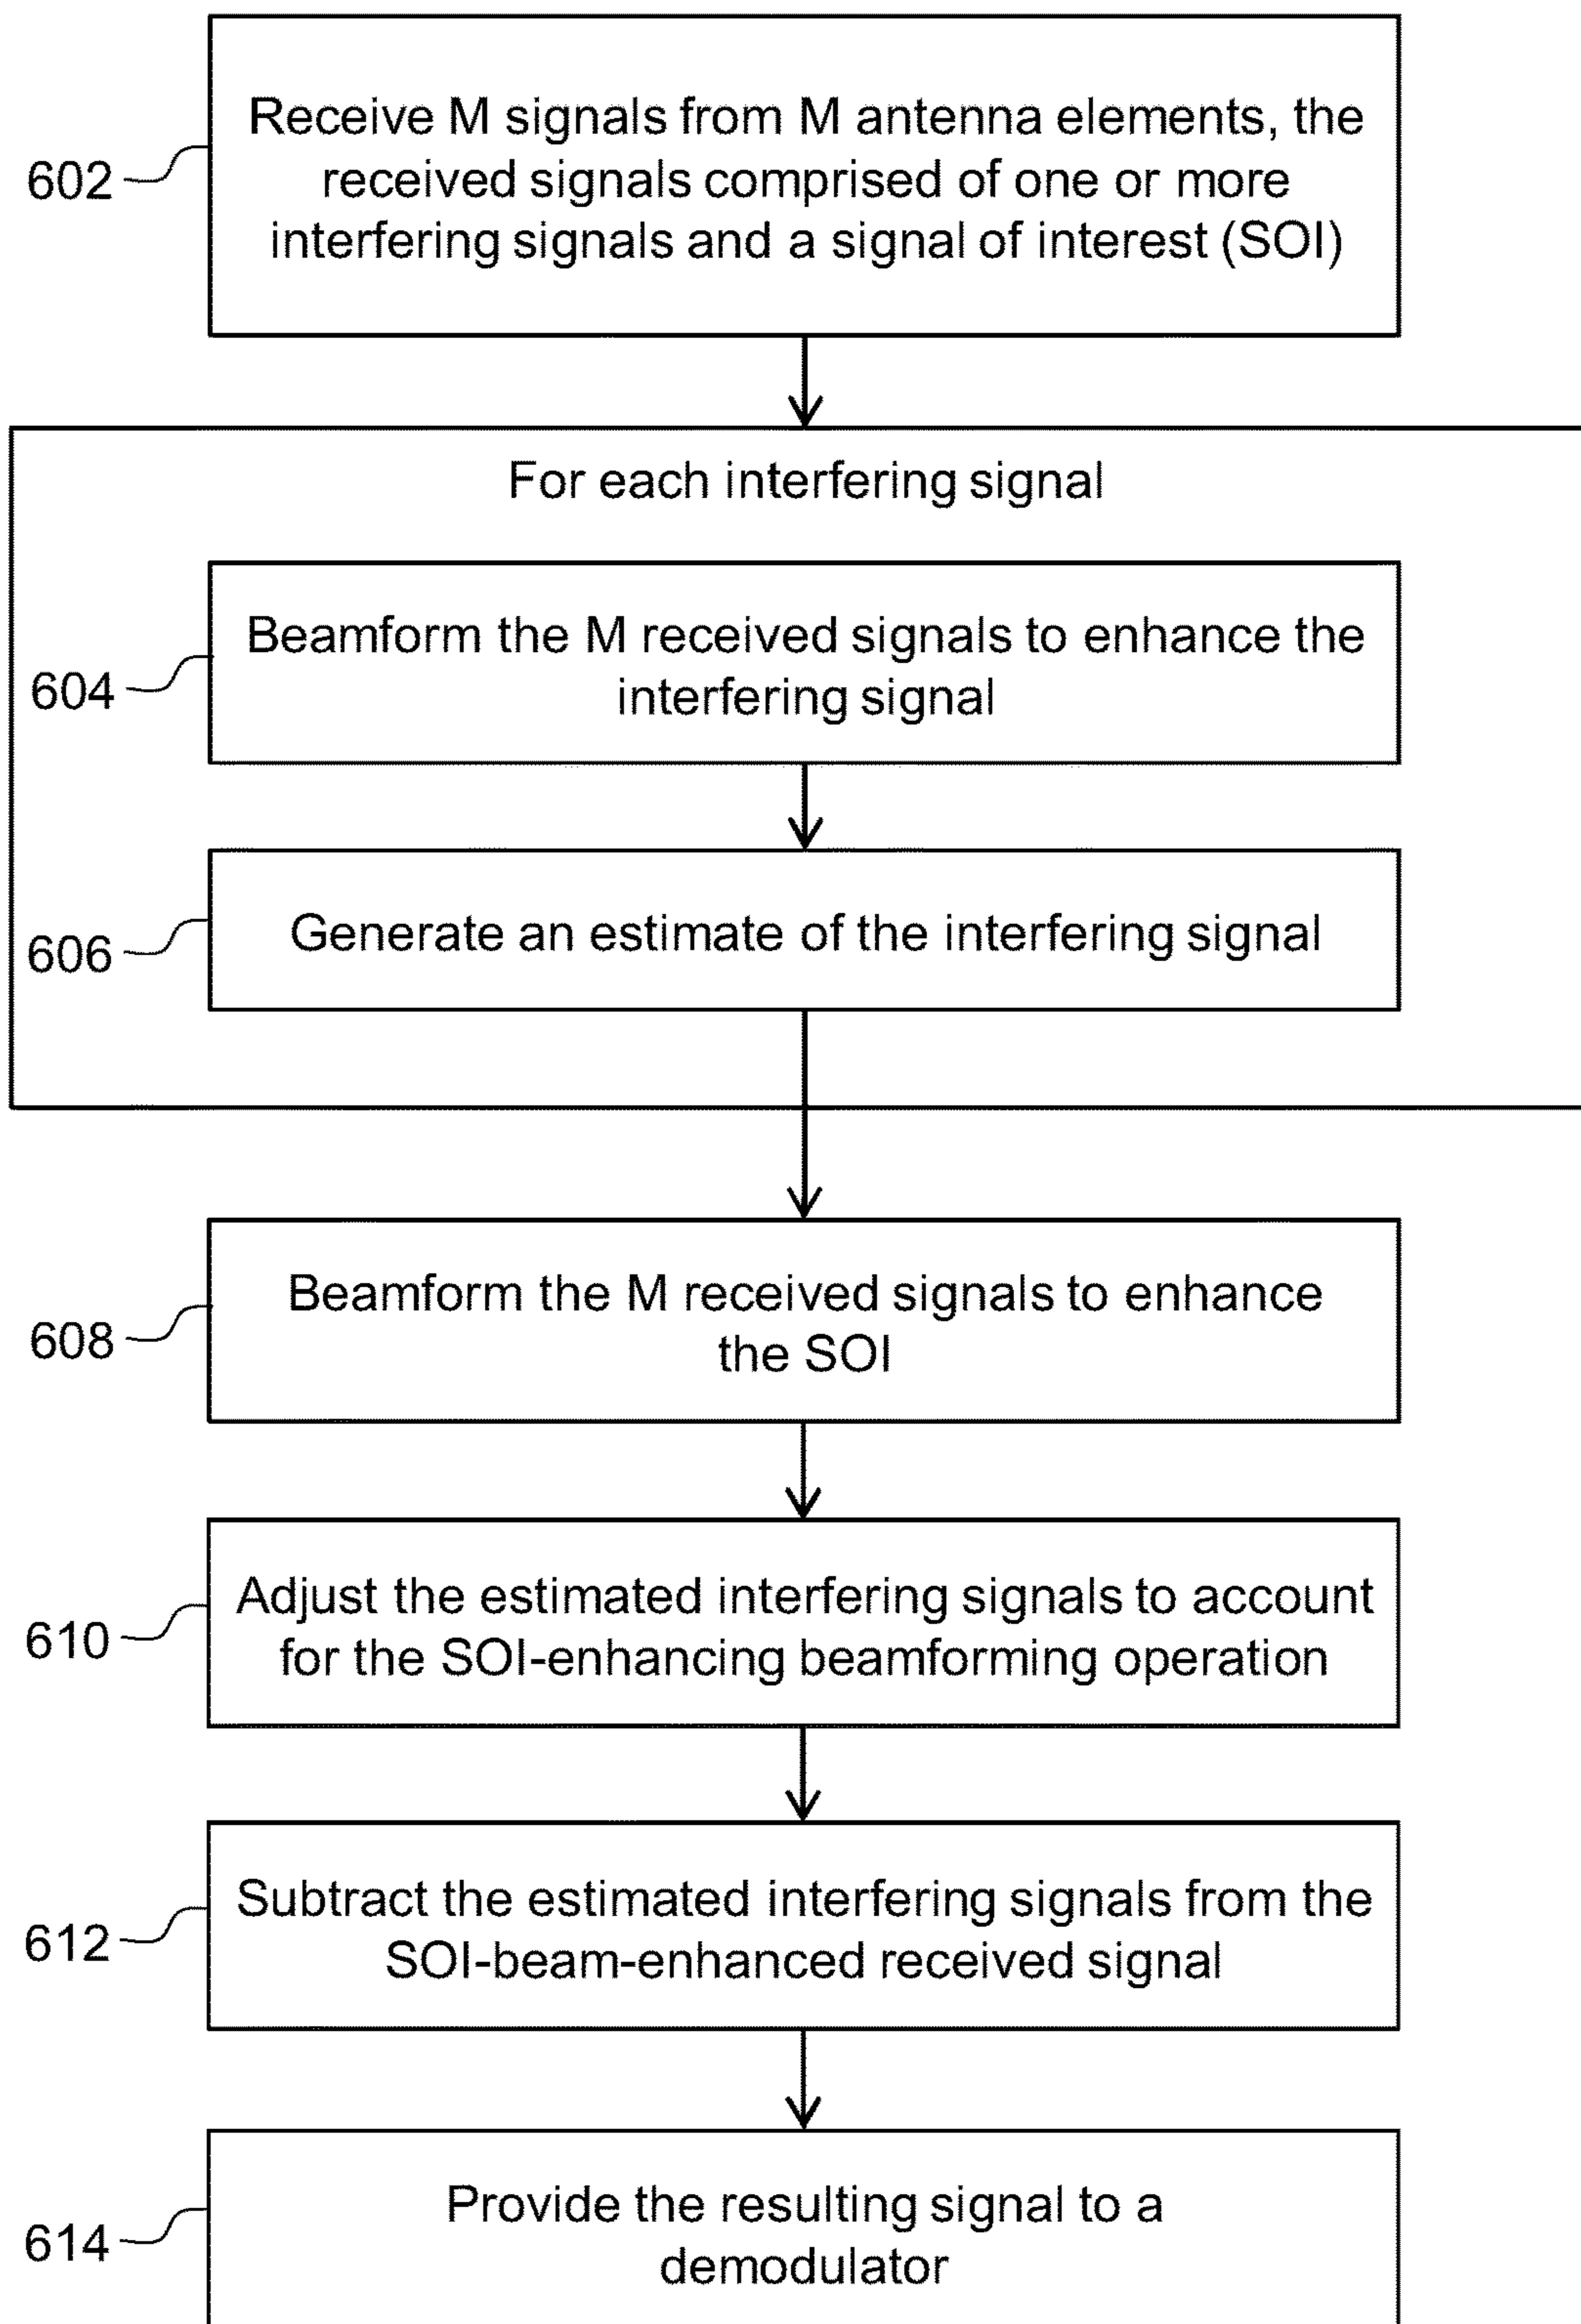 Receive M signals from M antenna elements, the
received signals comprised of one or more
interfering signals and a signal of interest (SOI)
602
For each interfering signal
Beamform the M received signals to enhance the
interfering signal
604
Generate an estimate of the interfering signal
606
Beamform the M received signals to enhance
the SOI
608
Adjust the estimated interfering signals to account
for the SOI-enhancing beamforming operation
610
Subtract the estimated interfering signals from the
SOI-beam-enhanced received signal
612
Provide the resulting signal to a
demodulator
614